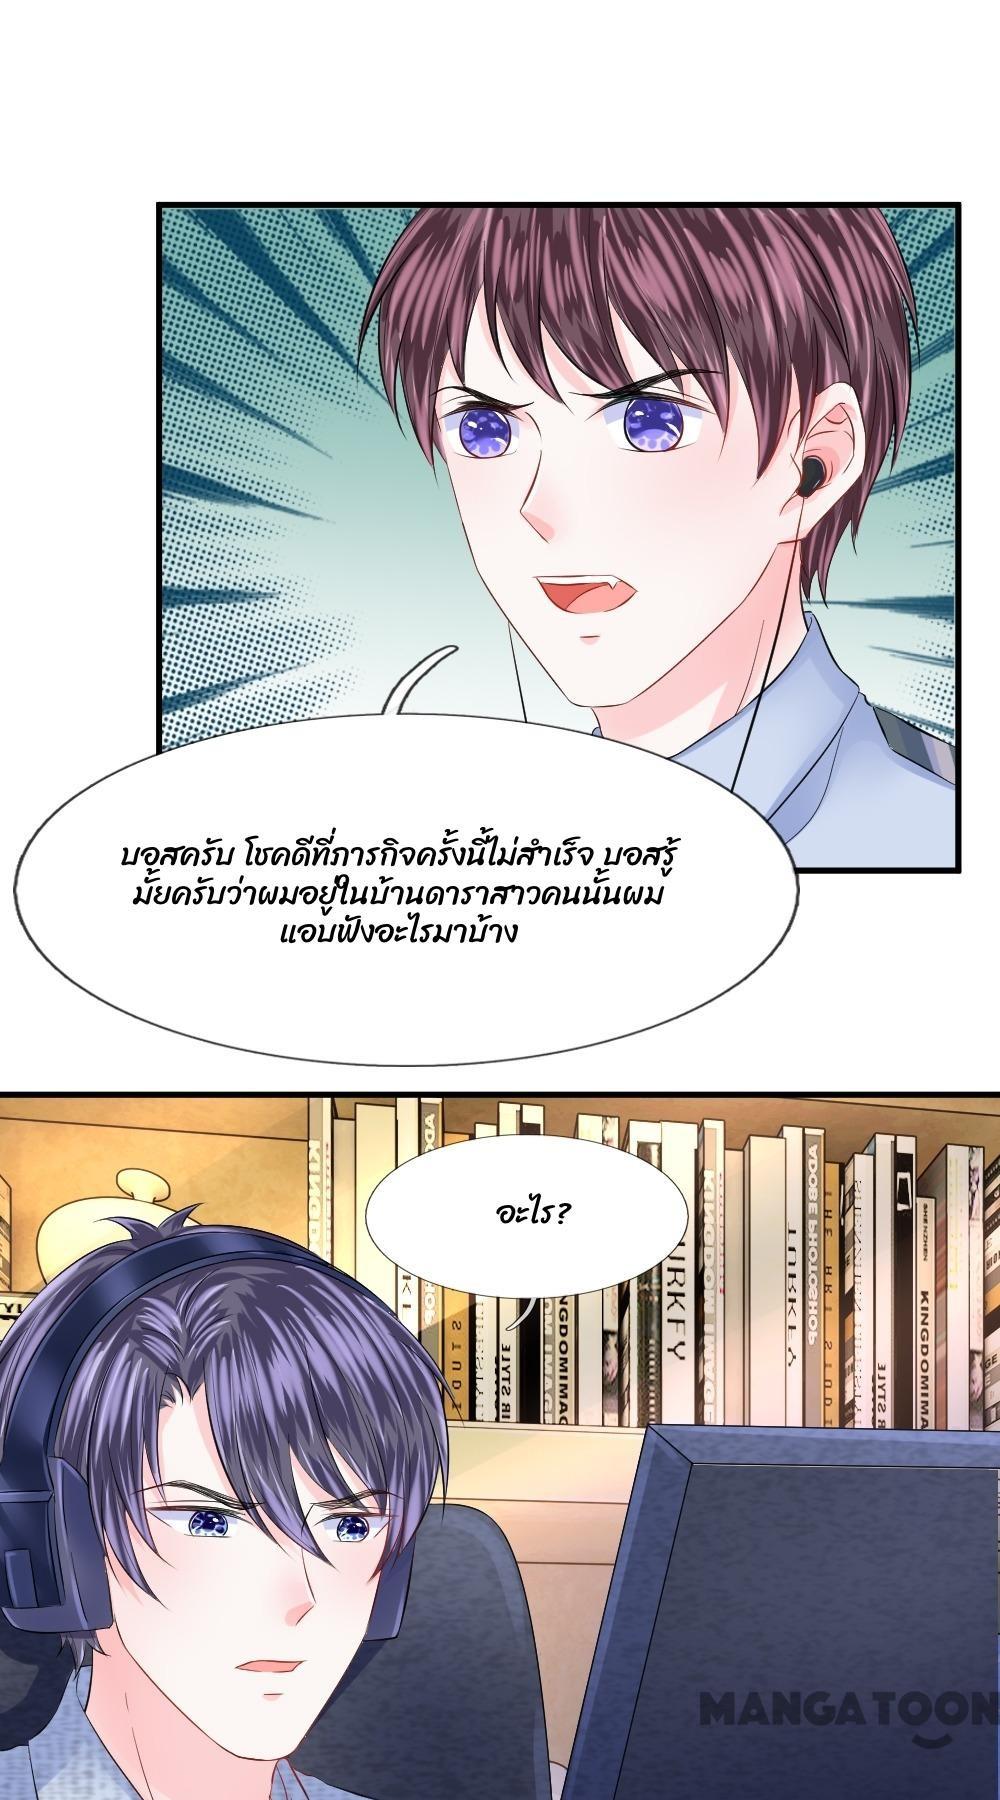 บอสครับ โชคดีที่ภารกิจครั้งนี้ไม่สำเร็จ บอสรู้
มั้ยครับว่าผมอยู่ในบ้านดาราสาวคนนั้นผม
แอบฟังอะไรมาบ้าง
อะไร?
KINGDOMIMAG
TURKEY
ADOBE PHOTOSHOP
SHENZHEN
KINGDOMIMA
MANGATOON